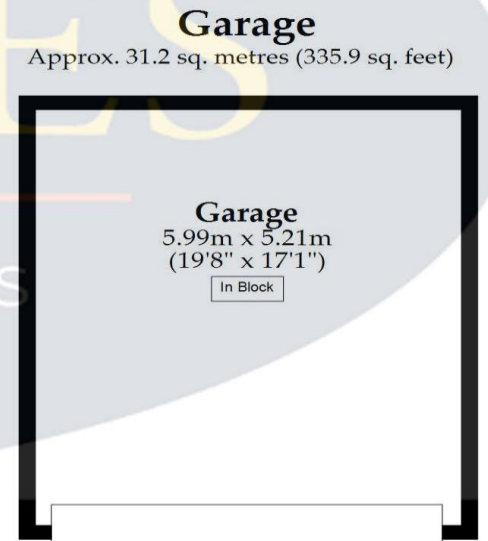 Garage
Approx. 31.2 sq. metres (335.9 sq. feet)
ES
Garage
5.99m x 5.21m
(19'8" x 17'1")
S
In Block